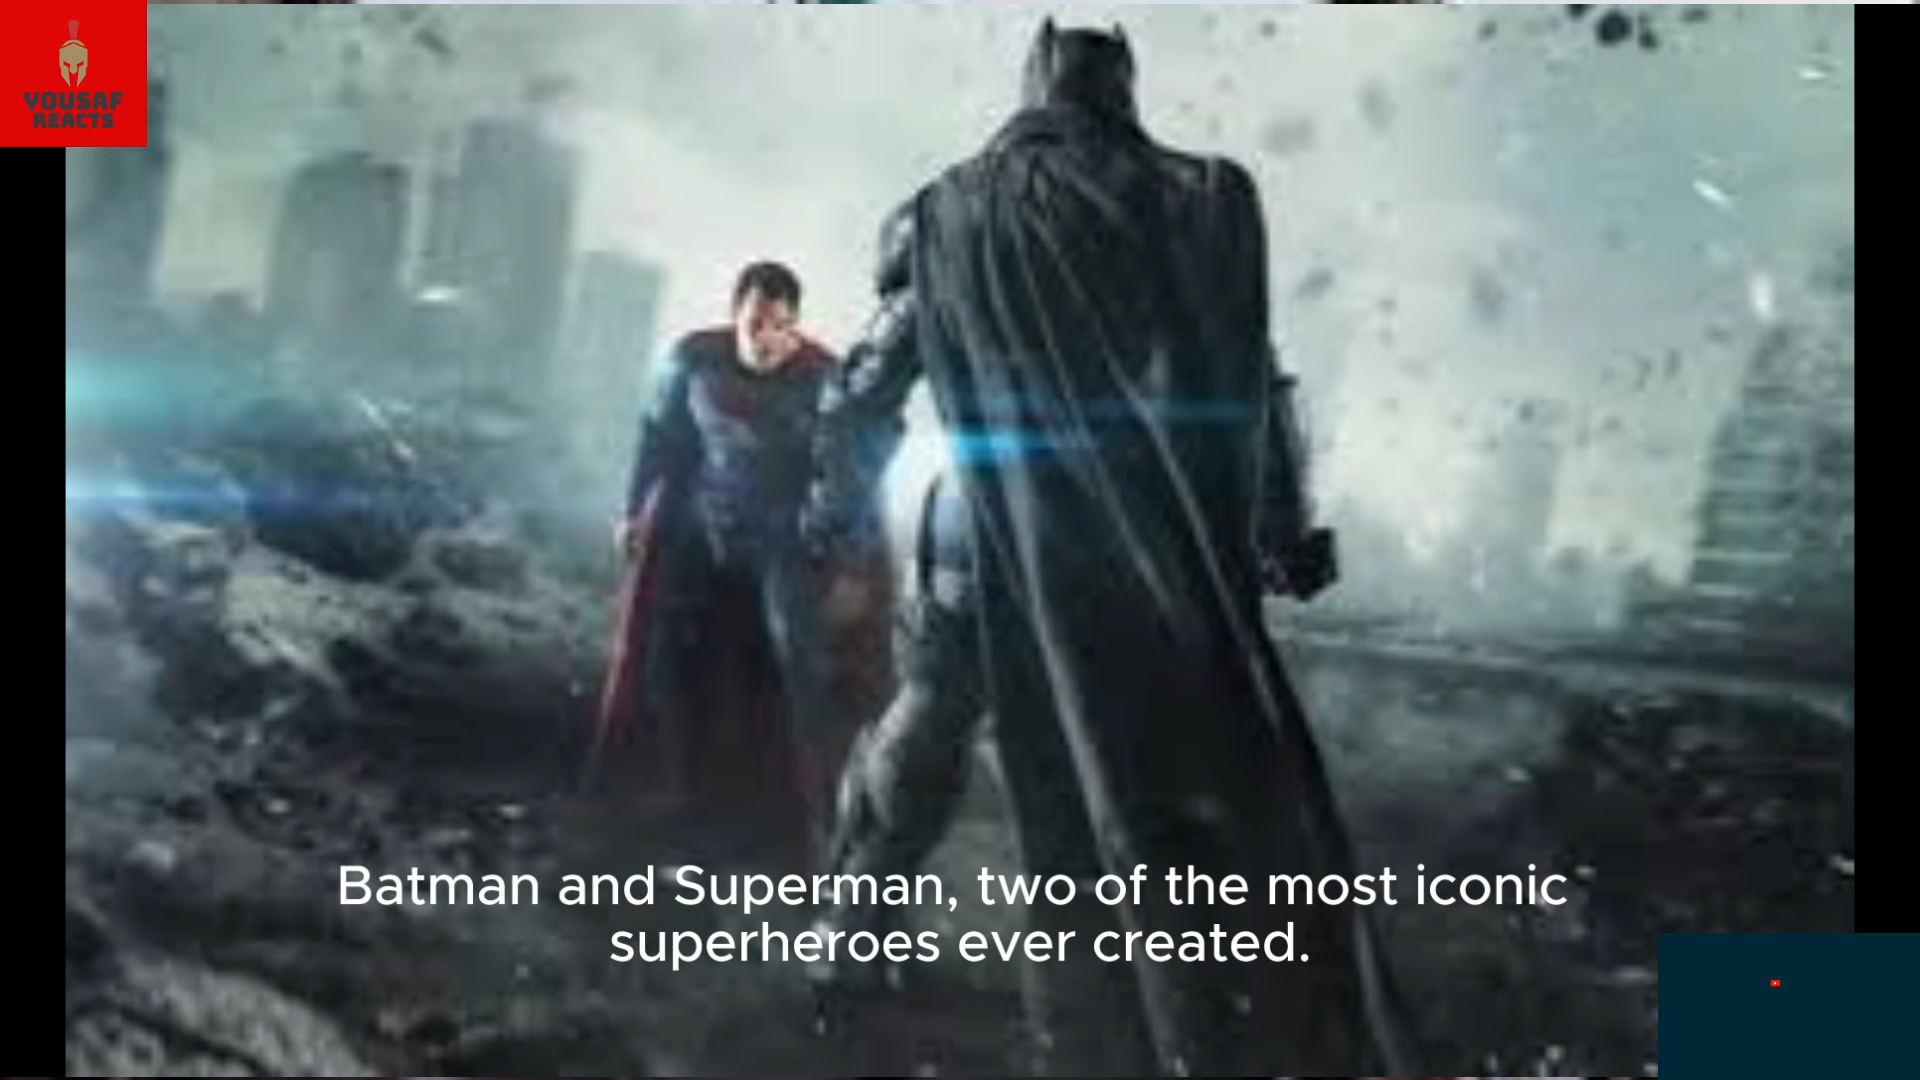 YOUSAF
REACTS
Batman and Superman, two of the most iconic
superheroes ever created.